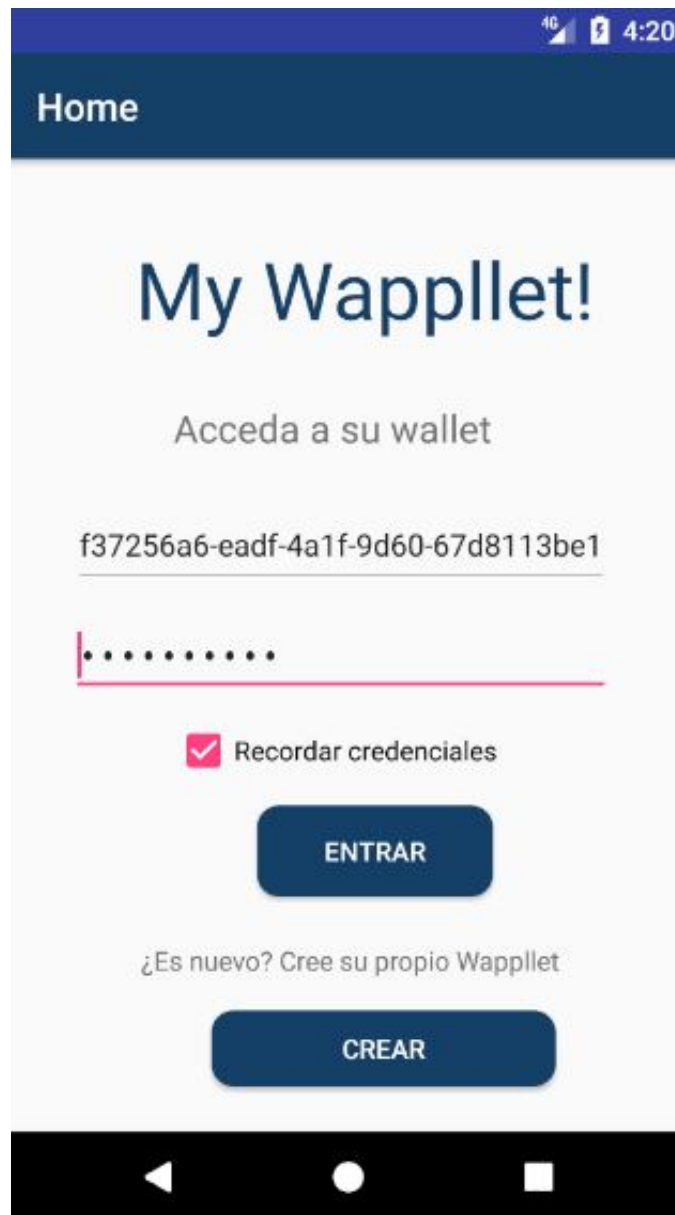 4G 4:20
Home
My Wappllet!
Acceda a su wallet
f37256a6-eadf-4a1f-9d60-67d8113be1
••••••••••
Recordar credenciales
ENTRAR
¿Es nuevo? Cree su propio Wappllet
CREAR